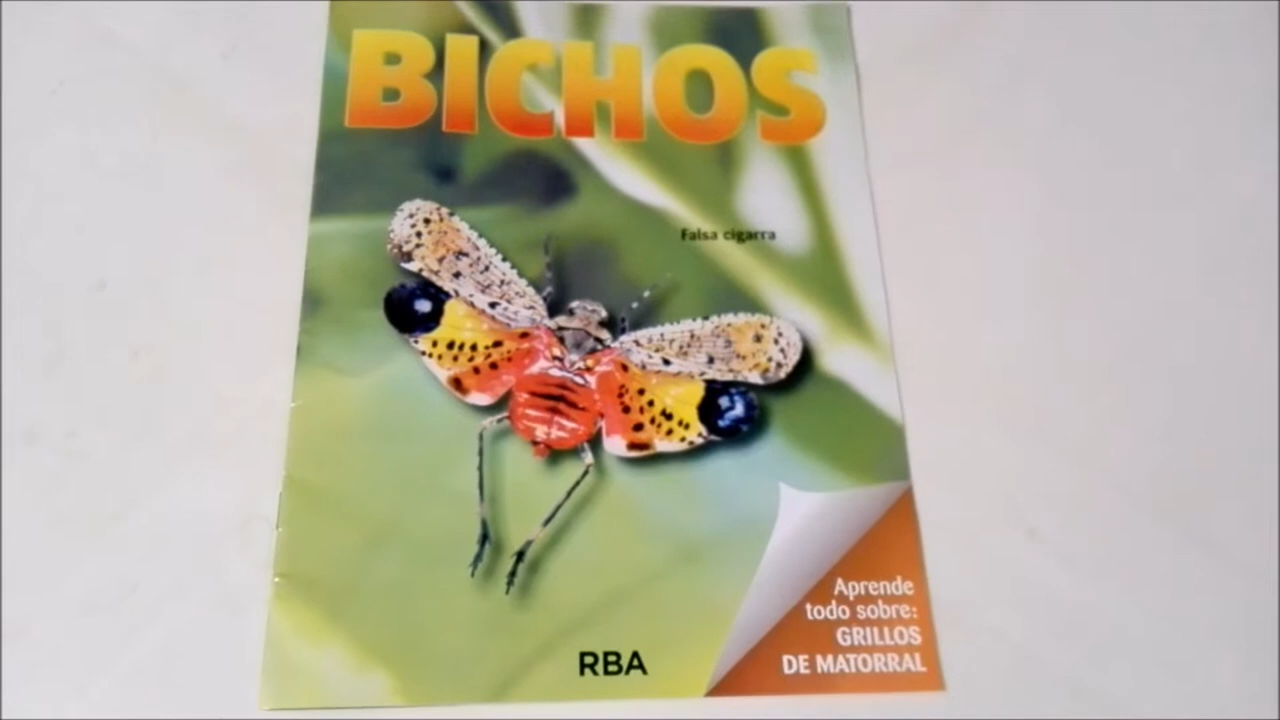 BICHOS
Falsa cigarra
Aprende
todo sobre:
GRILLOS
DE MATORRAL
RBA